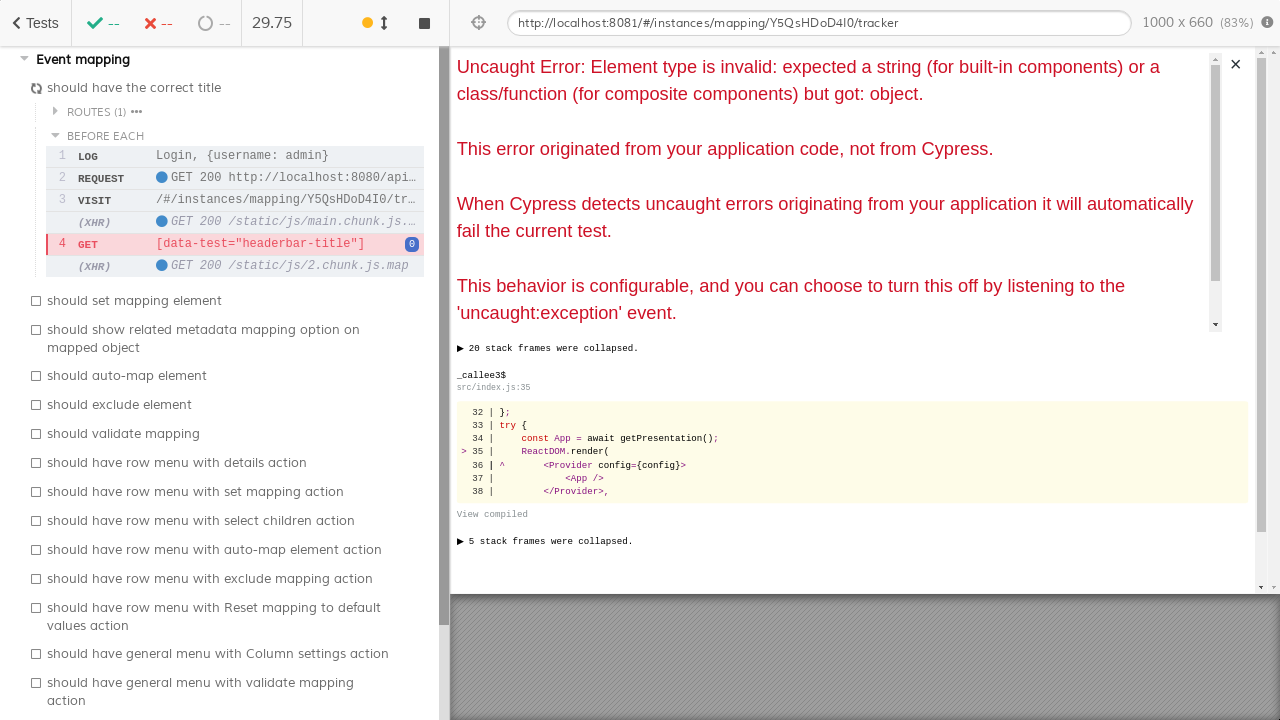 Tests
--
--
--
29.75
http://localhost:8081/#/instances/mapping/Y5QsHDoD4I0/tracker
1000 x 660 (83%)
Event mapping
should have the correct title
ROUTES (1)
BEFORE EACH
1 LOG Login, {username: admin}
2 REQUEST GET 200 http://localhost:8080/api…
3 VISIT /#/instances/mapping/Y5QsHDoD4I0/tr…
(XHR) GET 200 /static/js/main.chunk.js.…
4 GET [data-test="headerbar-title"] 0
(XHR) GET 200 /static/js/2.chunk.js.map
should set mapping element
should show related metadata mapping option on
mapped object
should auto-map element
should exclude element
should validate mapping
should have row menu with details action
should have row menu with set mapping action
should have row menu with select children action
should have row menu with auto-map element action
should have row menu with exclude mapping action
should have row menu with Reset mapping to default
values action
should have general menu with Column settings action
should have general menu with validate mapping
action
Uncaught Error: Element type is invalid: expected a string (for built-in components) or a
class/function (for composite components) but got: object.
This error originated from your application code, not from Cypress.
When Cypress detects uncaught errors originating from your application it will automatically
fail the current test.
This behavior is configurable, and you can choose to turn this off by listening to the
'uncaught:exception' event.
▶ 20 stack frames were collapsed.
_callee3$
src/index.js:35
32 | };
33 | try {
34 | const App = await getPresentation();
> 35 | ReactDOM.render(
36 | ^ <Provider config={config}>
37 | <App />
38 | </Provider>,
View compiled
▶ 5 stack frames were collapsed.